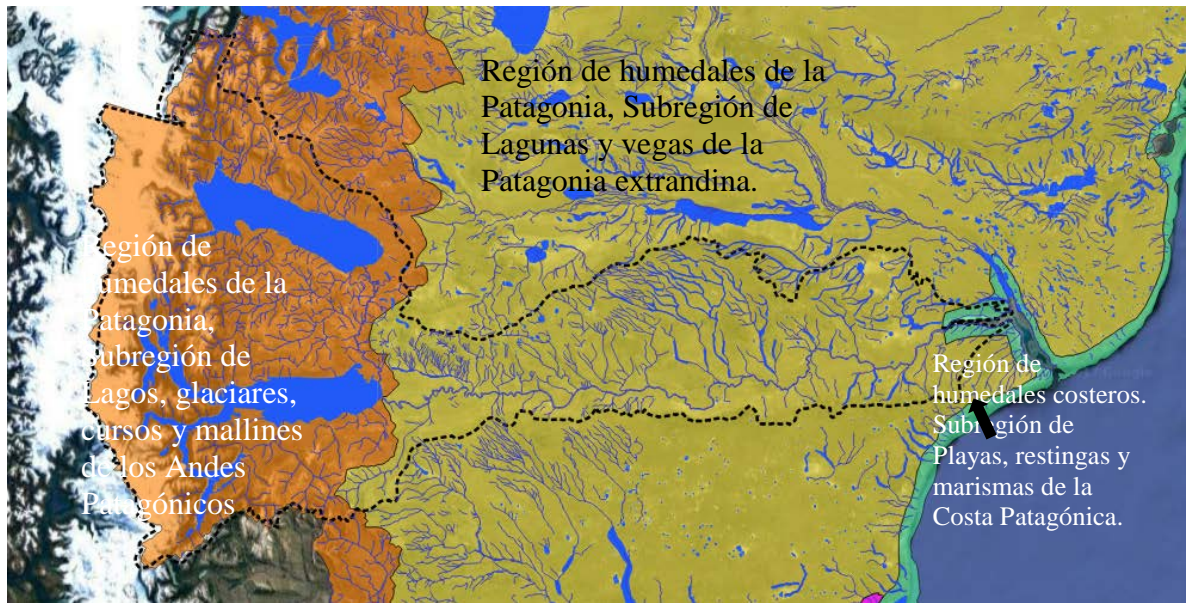 Región de humedales de la
Patagonia, Subregión de
Lagunas y vegas de la
Patagonia extrandina.
Región de
humedales de la
Patagonia,
Subregión de
Lagos, glaciares,
cursos y mallines
de los Andes
Patagónicos
Región de
humedales costeros.
Subregión de
Playas, restingas y
marismas de la
Costa Patagónica.